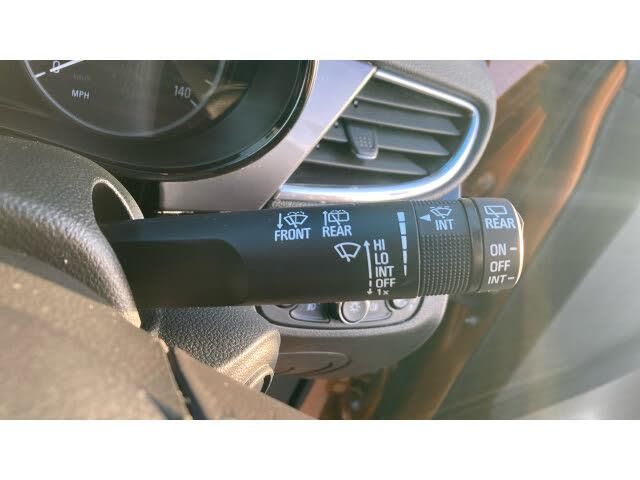 MPH
140
FRONT REAR
HI
LO
INT
OFF
1x
INT
REAR
ON
OFF
INT